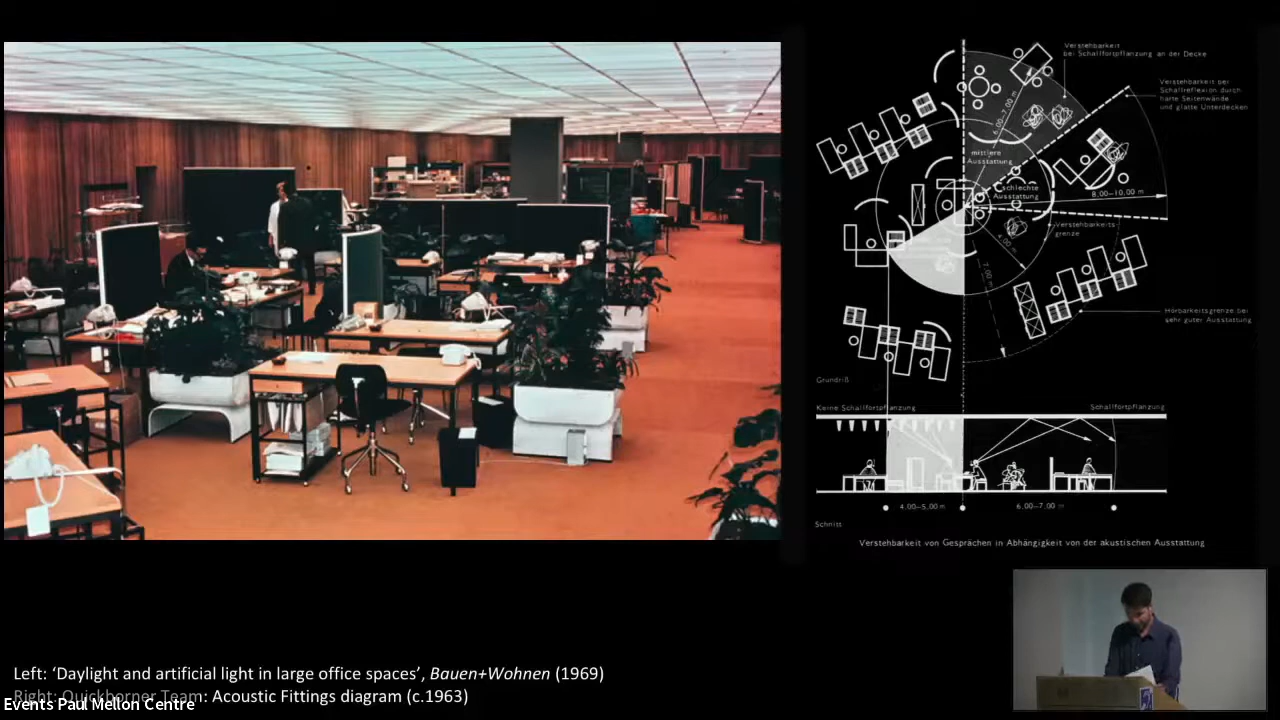 Verstehbarkeit
bei Schallfortpflanzung an der Decke
Verstehbarkeit bei
Schallreflexion durch
harte Seitenwände
und glatte Unterdecken
6,00–7,00 m
mittlere
Ausstattung
schlechte
Ausstattung
8,00–10,00 m
Verstehbarkeits-
grenze
7,00 m
Hörbarkeitsgrenze bei
sehr guter Ausstattung
Grundriß
Keine Schallfortpflanzung
Schallfortpflanzung
4,00–5,00 m
6,00–7,00 m
Schnitt
Verstehbarkeit von Gesprächen in Abhängigkeit von der akustischen Ausstattung
Left: ‘Daylight and artificial light in large office spaces’, Bauen+Wohnen (1969)
Right: Quickborner Team: Acoustic Fittings diagram (c.1963)
Events Paul Mellon Centre